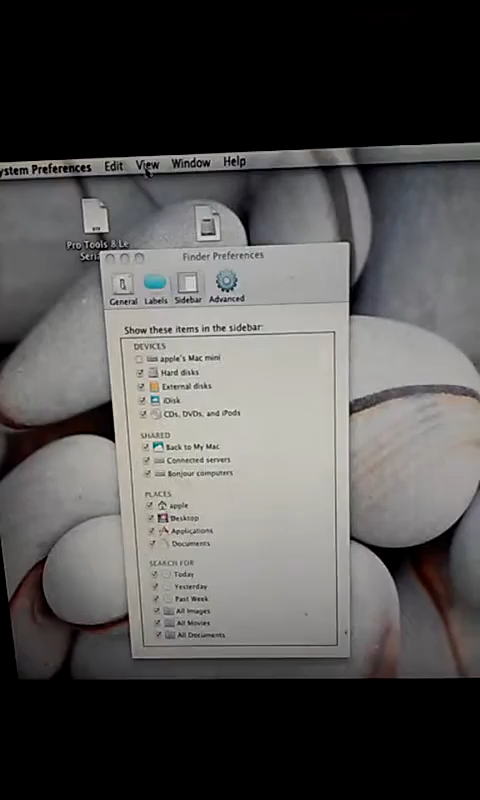 ystem Preferences Edit View Window Help
Pro Tools 8 Le
Seri
Finder Preferences
General Labels Sidebar Advanced
Show these items in the sidebar:
DEVICES
apple's Mac mini
Hard disks
External disks
iDisk
CDs, DVDs, and iPods
SHARED
Back to My Mac
Connected servers
Bonjour computers
PLACES
apple
Desktop
Applications
Documents
SEARCH FOR
Today
Yesterday
Past Week
All Images
All Movies
All Documents